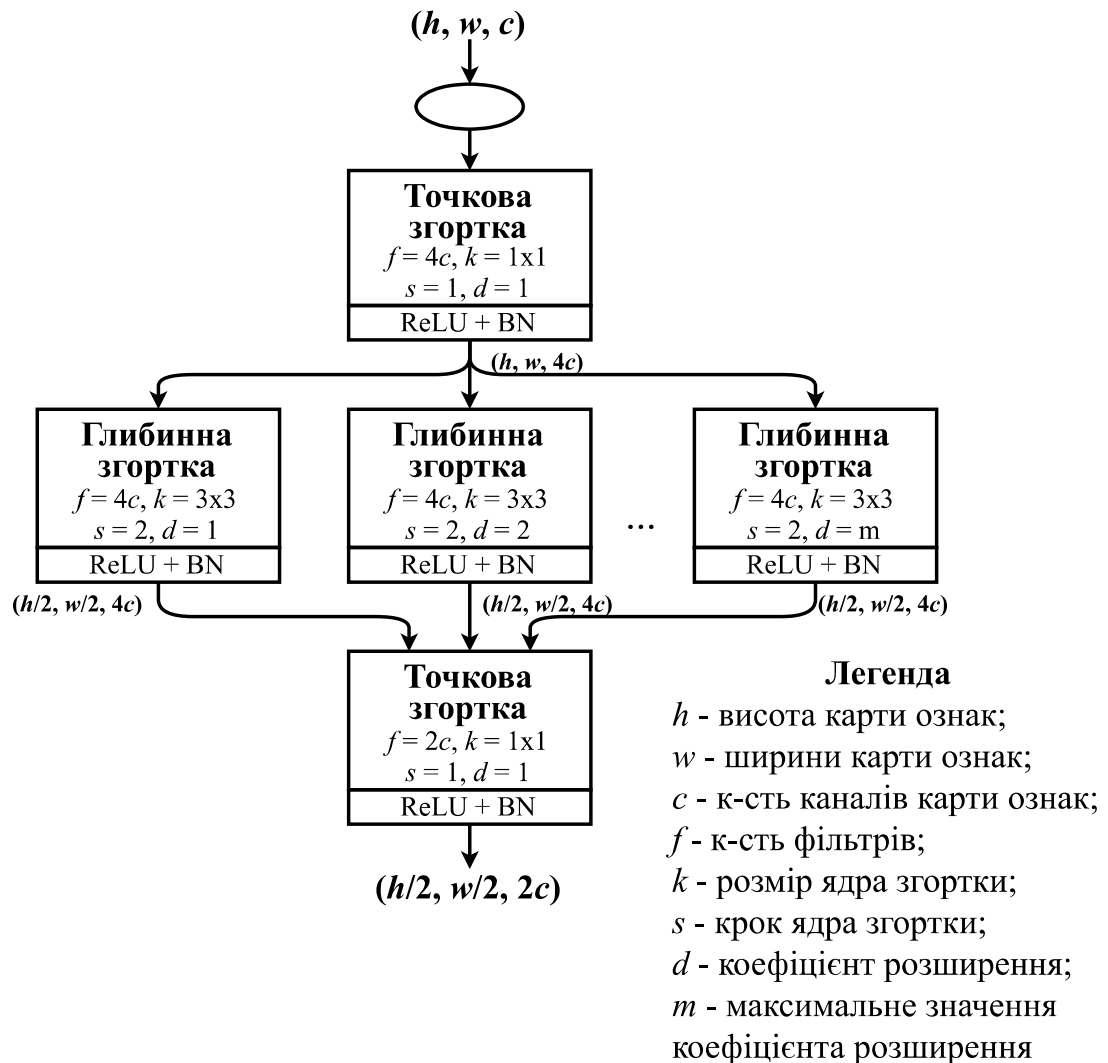 (h, w, c)
Точкова
згортка
f = 4c, k = 1x1
s = 1, d = 1
ReLU + BN
(h, w, 4c)
Глибинна
згортка
f = 4c, k = 3x3
s = 2, d = 1
ReLU + BN
(h/2, w/2, 4c)
Глибинна
згортка
f = 4c, k = 3x3
s = 2, d = 2
ReLU + BN
(h/2, w/2, 4c)
...
Глибинна
згортка
f = 4c, k = 3x3
s = 2, d = m
ReLU + BN
(h/2, w/2, 4c)
Точкова
згортка
f = 2c, k = 1x1
s = 1, d = 1
ReLU + BN
(h/2, w/2, 2c)
Легенда
h - висота карти ознак;
w - ширини карти ознак;
c - к-сть каналів карти ознак;
f - к-сть фільтрів;
k - розмір ядра згортки;
s - крок ядра згортки;
d - коефіцієнт розширення;
m - максимальне значення
коефіцієнта розширення